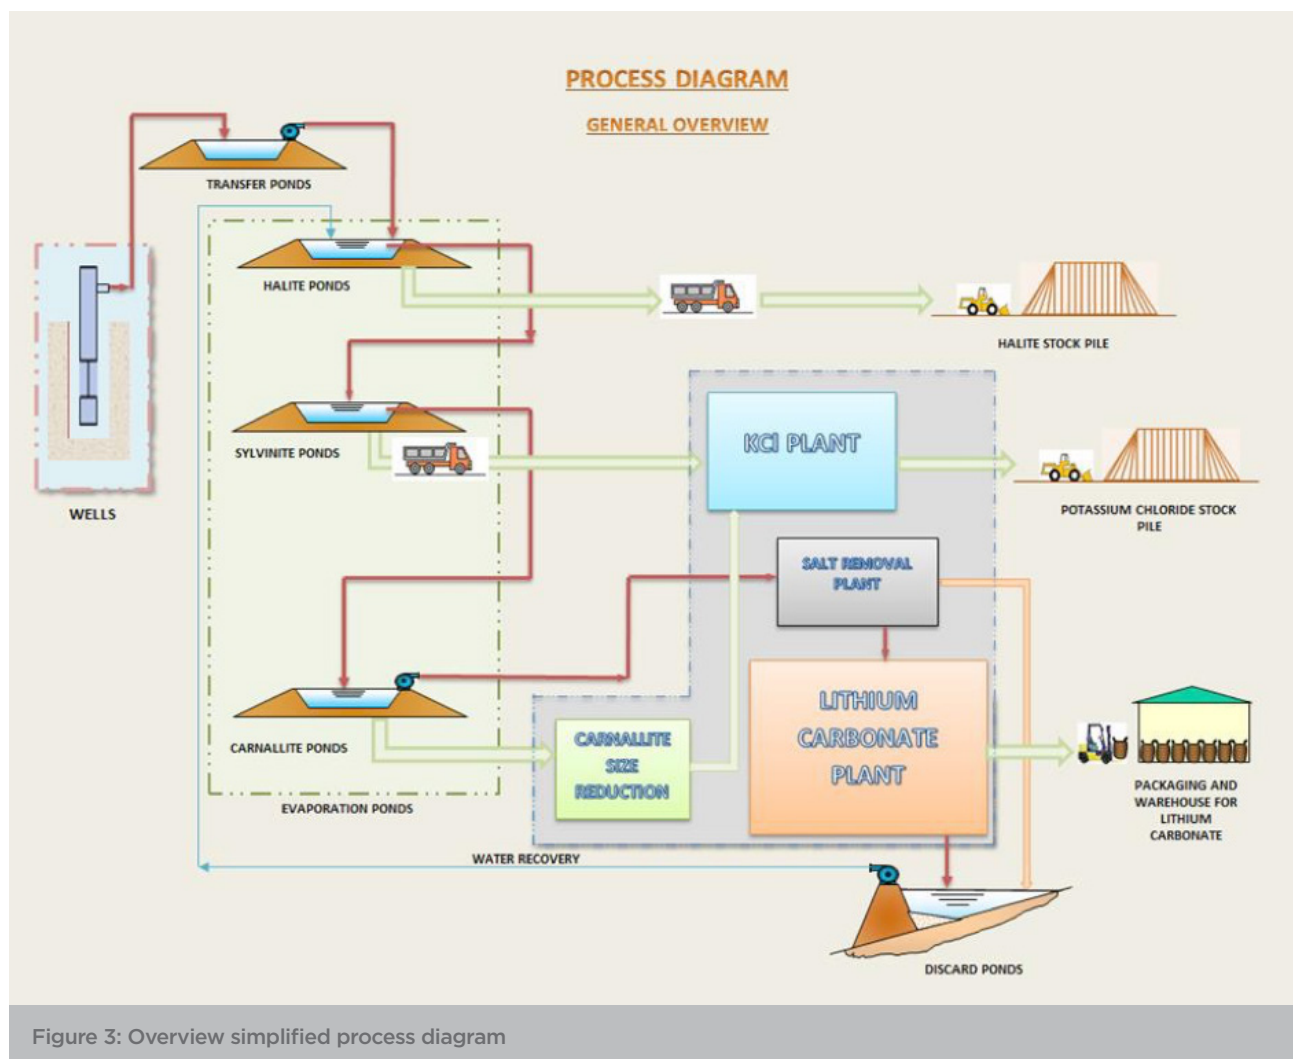 PROCESS DIAGRAM
GENERAL OVERVIEW
TRANSFER PONDS
HALITE PONDS
HALITE STOCK PILE
WELLS
SYLVINITE PONDS
KCl PLANT
POTASSIUM CHLORIDE STOCK
PILE
SALT REMOVAL
PLANT
CARNALLITE PONDS
CARNALLITE
SIZE
REDUCTION
LITHIUM
CARBONATE
PLANT
PACKAGING AND
WAREHOUSE FOR
LITHIUM
CARBONATE
EVAPORATION PONDS
WATER RECOVERY
DISCARD PONDS
Figure 3: Overview simplified process diagram